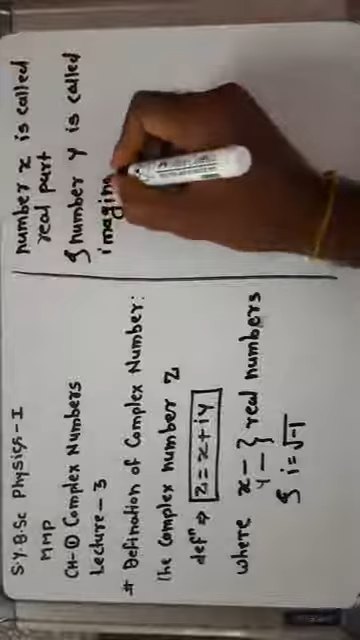 S.Y.B.Sc Physics-I
MMP
CH-① Complex Numbers
Lecture-3
# Defination of Complex Number:
The Complex number Z
defⁿ ⇒ Z = x + iy
where x - } real numbers
y -
& i = √-1
number x is called
real part
& number y is called
imagin